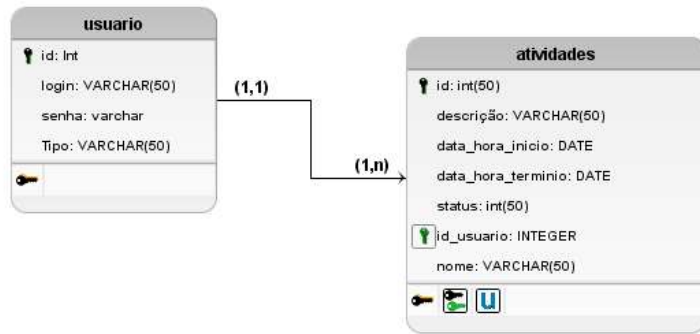 usuario
id: Int
login: VARCHAR(50)
senha: varchar
Tipo: VARCHAR(50)
(1,1)
(1,n)
atividades
id: int(50)
descrição: VARCHAR(50)
data_hora_inicio: DATE
data_hora_terminio: DATE
status: int(50)
id_usuario: INTEGER
nome: VARCHAR(50)
U